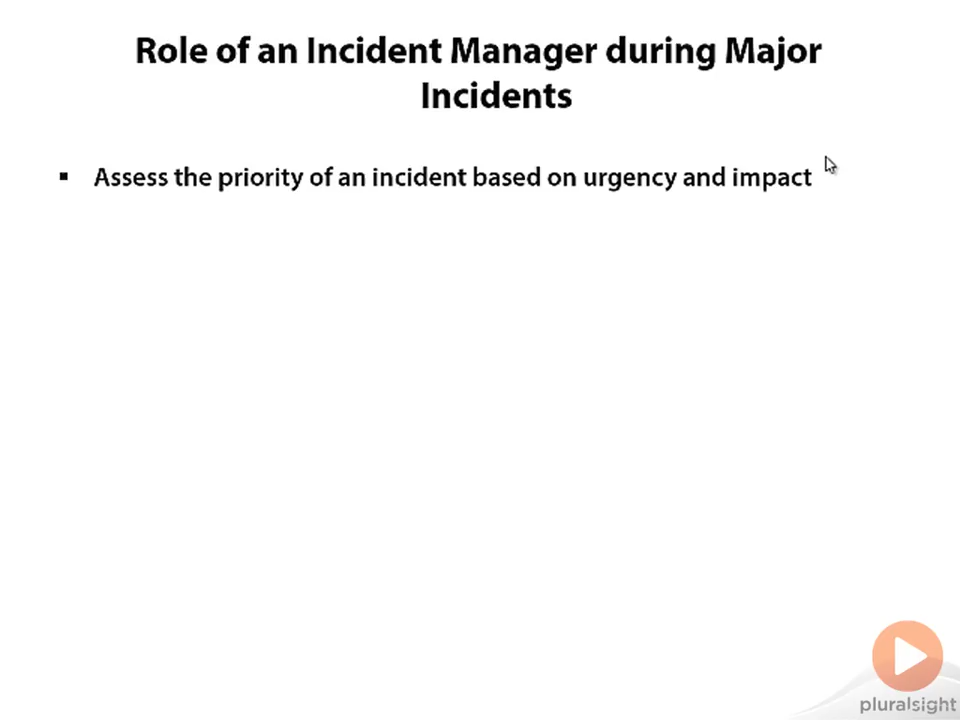 Role of an Incident Manager during Major
Incidents
▪ Assess the priority of an incident based on urgency and impact
pluralsight